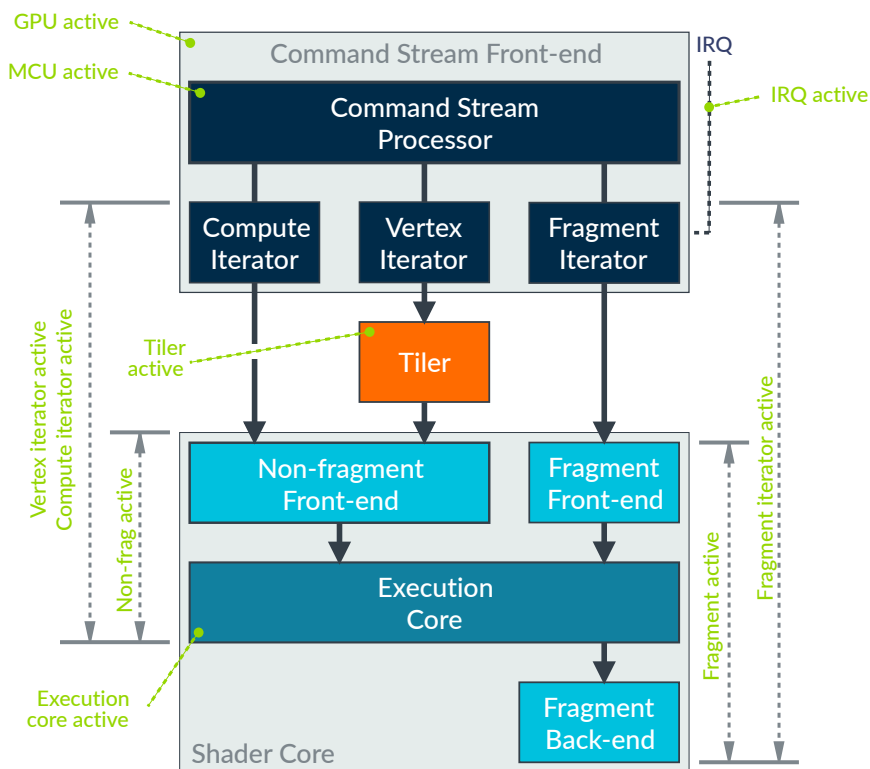 GPU active
Command Stream Front-end
IRQ
MCU active
IRQ active
Command Stream
Processor
Compute
Iterator
Vertex
Iterator
Fragment
Iterator
Tiler
active
Tiler
Vertex iterator active
Compute iterator active
Non-frag active
Non-fragment
Front-end
Fragment
Front-end
Fragment active
Fragment iterator active
Execution
Core
Execution
core active
Fragment
Back-end
Shader Core